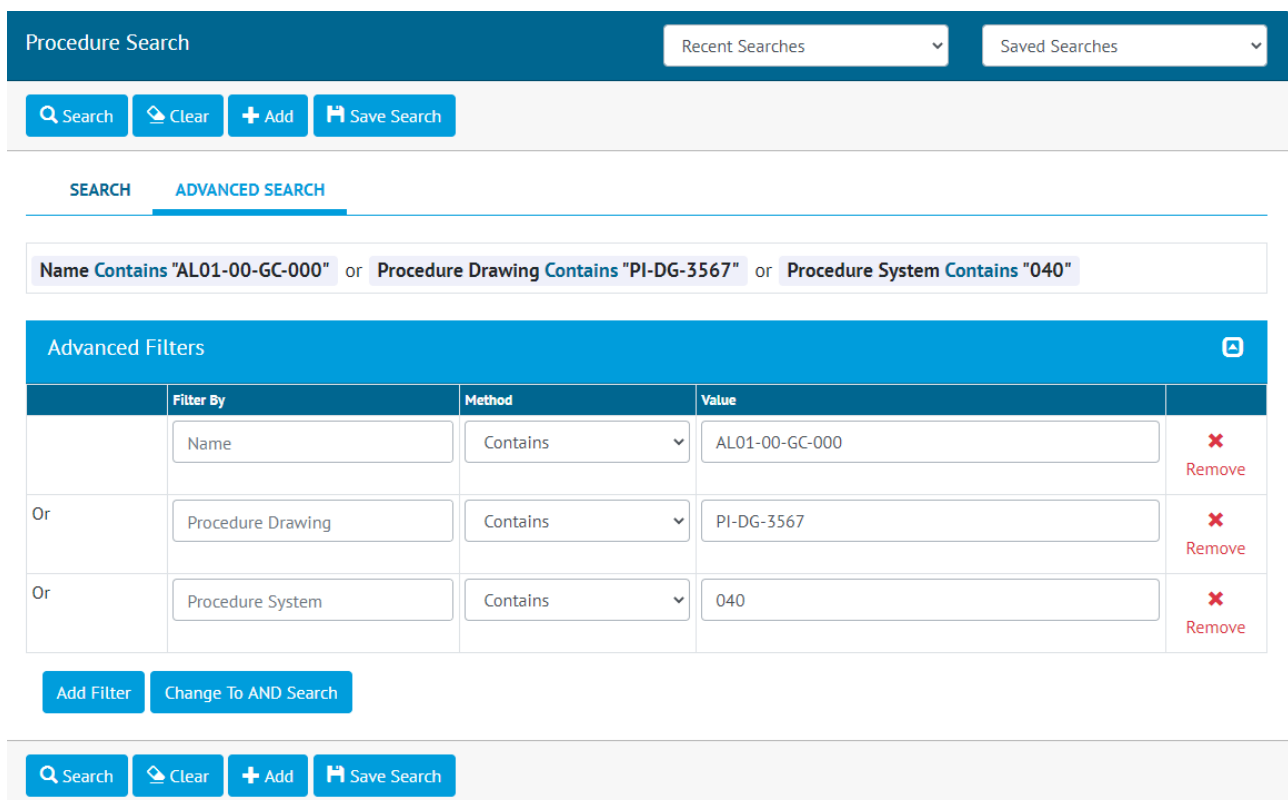 Procedure Search Recent Searches Saved Searches
Search Clear Add Save Search
SEARCH ADVANCED SEARCH
Name Contains "AL01-00-GC-000" or Procedure Drawing Contains "PI-DG-3567" or Procedure System Contains "040"
Advanced Filters
Filter By Method Value
Name Contains AL01-00-GC-000
Remove
Or Procedure Drawing Contains PI-DG-3567
Remove
Or Procedure System Contains 040
Remove
Add Filter Change To AND Search
Search Clear Add Save Search